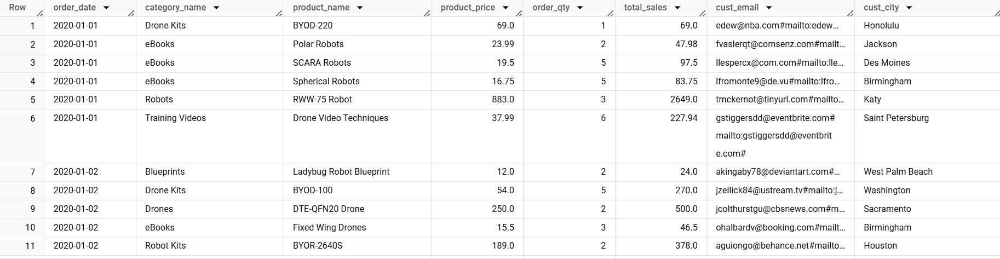 Row order_date category_name product_name product_price order_qty total_sales cust_email cust_city
1 2020-01-01 Drone Kits BYOD-220 69.0 1 69.0 edew@nba.com#mailto:edew… Honolulu
2 2020-01-01 eBooks Polar Robots 23.99 2 47.98 fvaslerqt@comsenz.com#mailt… Jackson
3 2020-01-01 eBooks SCARA Robots 19.5 5 97.5 llespercx@com.com#mailto:lle… Des Moines
4 2020-01-01 eBooks Spherical Robots 16.75 5 83.75 lfromonte9@de.vu#mailto:lfro… Birmingham
5 2020-01-01 Robots RWW-75 Robot 883.0 3 2649.0 tmckernot@tinyurl.com#mailto… Katy
6 2020-01-01 Training Videos Drone Video Techniques 37.99 6 227.94 gstiggersdd@eventbrite.com# Saint Petersburg
mailto:gstiggersdd@eventbrit
e.com#
7 2020-01-02 Blueprints Ladybug Robot Blueprint 12.0 2 24.0 akingaby78@deviantart.com#… West Palm Beach
8 2020-01-02 Drone Kits BYOD-100 54.0 5 270.0 jzellick84@ustream.tv#mailto:j… Washington
9 2020-01-02 Drones DTE-QFN20 Drone 250.0 2 500.0 jcolthurstgu@cbsnews.com#m… Sacramento
10 2020-01-02 eBooks Fixed Wing Drones 15.5 3 46.5 ohalbardv@booking.com#mailt… Birmingham
11 2020-01-02 Robot Kits BYOR-2640S 189.0 2 378.0 aguiongo@behance.net#mailto… Houston